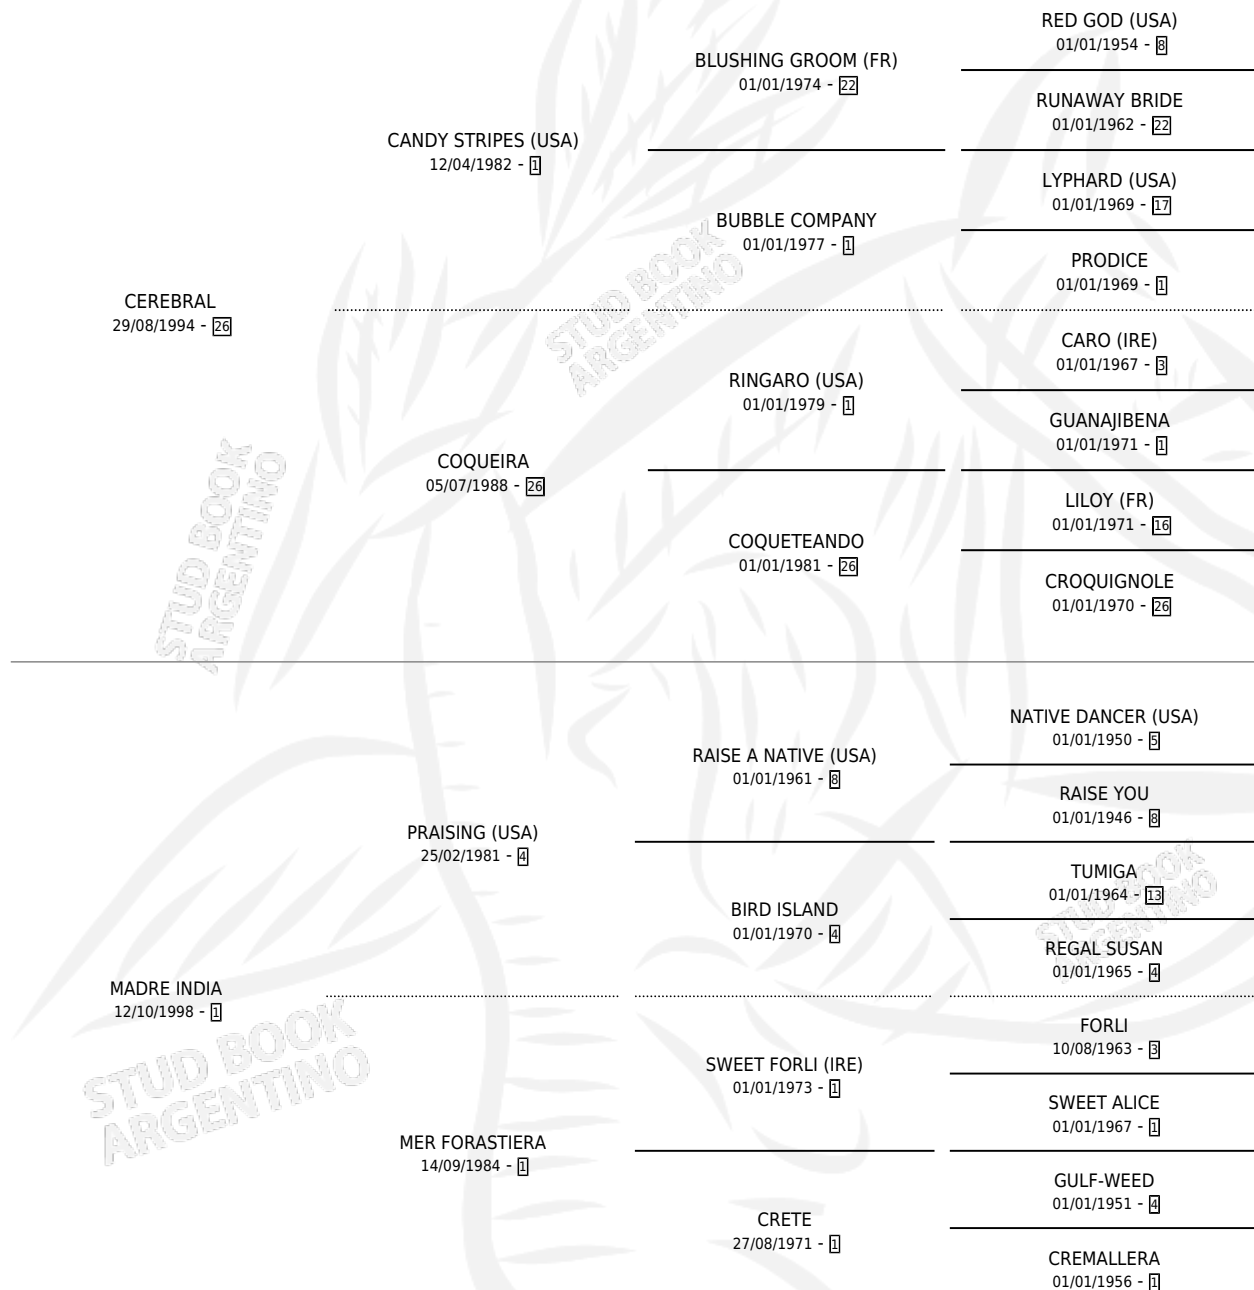 RED GOD (USA)
01/01/1954 - 8
BLUSHING GROOM (FR)
01/01/1974 - 22
RUNAWAY BRIDE
01/01/1962 - 22
CANDY STRIPES (USA)
12/04/1982 - 1
LYPHARD (USA)
01/01/1969 - 17
BUBBLE COMPANY
01/01/1977 - 1
PRODICE
01/01/1969 - 1
STUD BOOK
ARGENTINO
CEREBRAL
29/08/1994 - 26
CARO (IRE)
01/01/1967 - 3
RINGARO (USA)
01/01/1979 - 1
GUANAJIBENA
01/01/1971 - 1
COQUEIRA
05/07/1988 - 26
LILOY (FR)
01/01/1971 - 16
COQUETEANDO
01/01/1981 - 26
CROQUIGNOLE
01/01/1970 - 26
STUD BOOK
ARGENTINO
NATIVE DANCER (USA)
01/01/1950 - 5
RAISE A NATIVE (USA)
01/01/1961 - 8
RAISE YOU
01/01/1946 - 8
PRAISING (USA)
25/02/1981 - 4
TUMIGA
01/01/1964 - 13
BIRD ISLAND
01/01/1970 - 4
STUD BOOK
ARGENTINO
REGAL SUSAN
01/01/1965 - 4
MADRE INDIA
12/10/1998 - 1
FORLI
10/08/1963 - 3
SWEET FORLI (IRE)
01/01/1973 - 1
STUD BOOK
ARGENTINO
SWEET ALICE
01/01/1967 - 1
MER FORASTIERA
14/09/1984 - 1
GULF-WEED
01/01/1951 - 4
CRETE
27/08/1971 - 1
CREMALLERA
01/01/1956 - 1